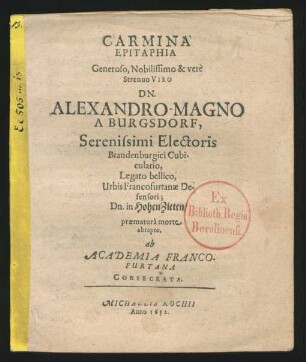 CARMINA
EPITAPHIA
Generoso, Nobilissimo & verè
Strenuo VIRO
DN.
ALEXANDRO-MAGNO
A BURGSDORF,
Serenissimi Electoris
Brandenburgici Cubi-
culario,
Legato bellico,
Urbis Francofurtanæ De-
fensori;
Dn. in Hohen Zieten
præmaturâ morte
abrepto,
ab
ACADEMIA FRANCO-
FURTANA
CONSECRATA.
MICHAELIS KOCHII
Anno
Ex
Biblioth. Regia
Berolinensi.